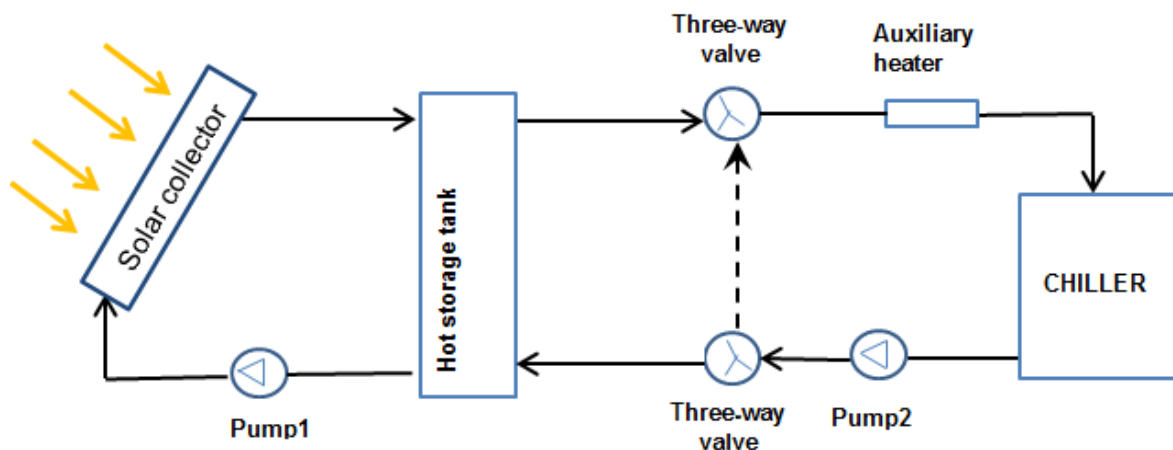 Three-way
valve
Auxiliary
heater
Solar collector
Hot storage tank
CHILLER
Pump1
Three-way
valve
Pump2